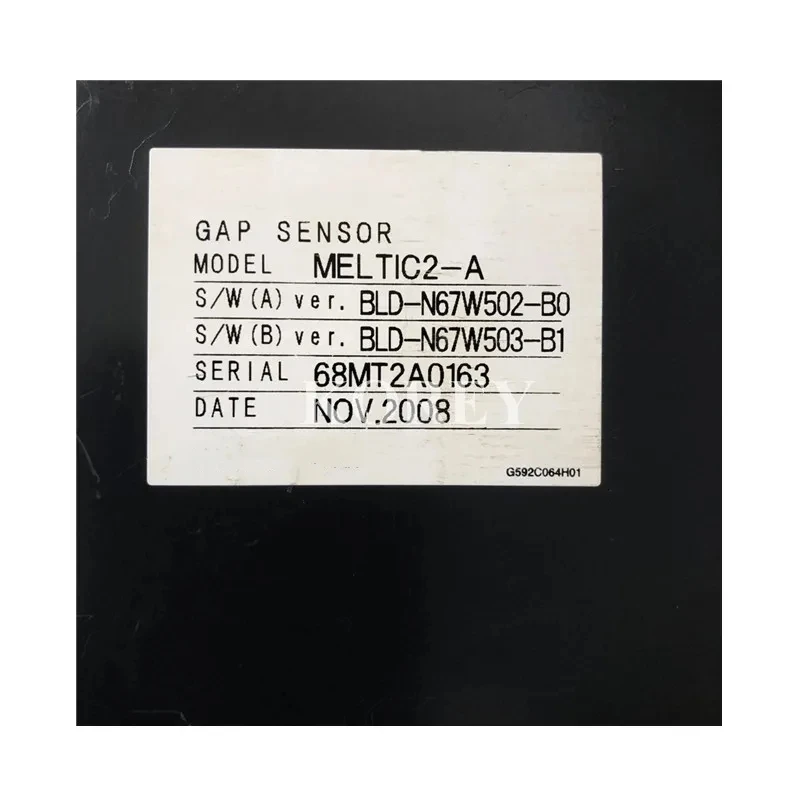 GAP SENSOR
MODEL MELTIC2-A
S/W(A) ver. BLD-N67W502-B0
S/W(B) ver. BLD-N67W503-B1
SERIAL 68MT2A0163
DATE NOV.2008
G592C064H01